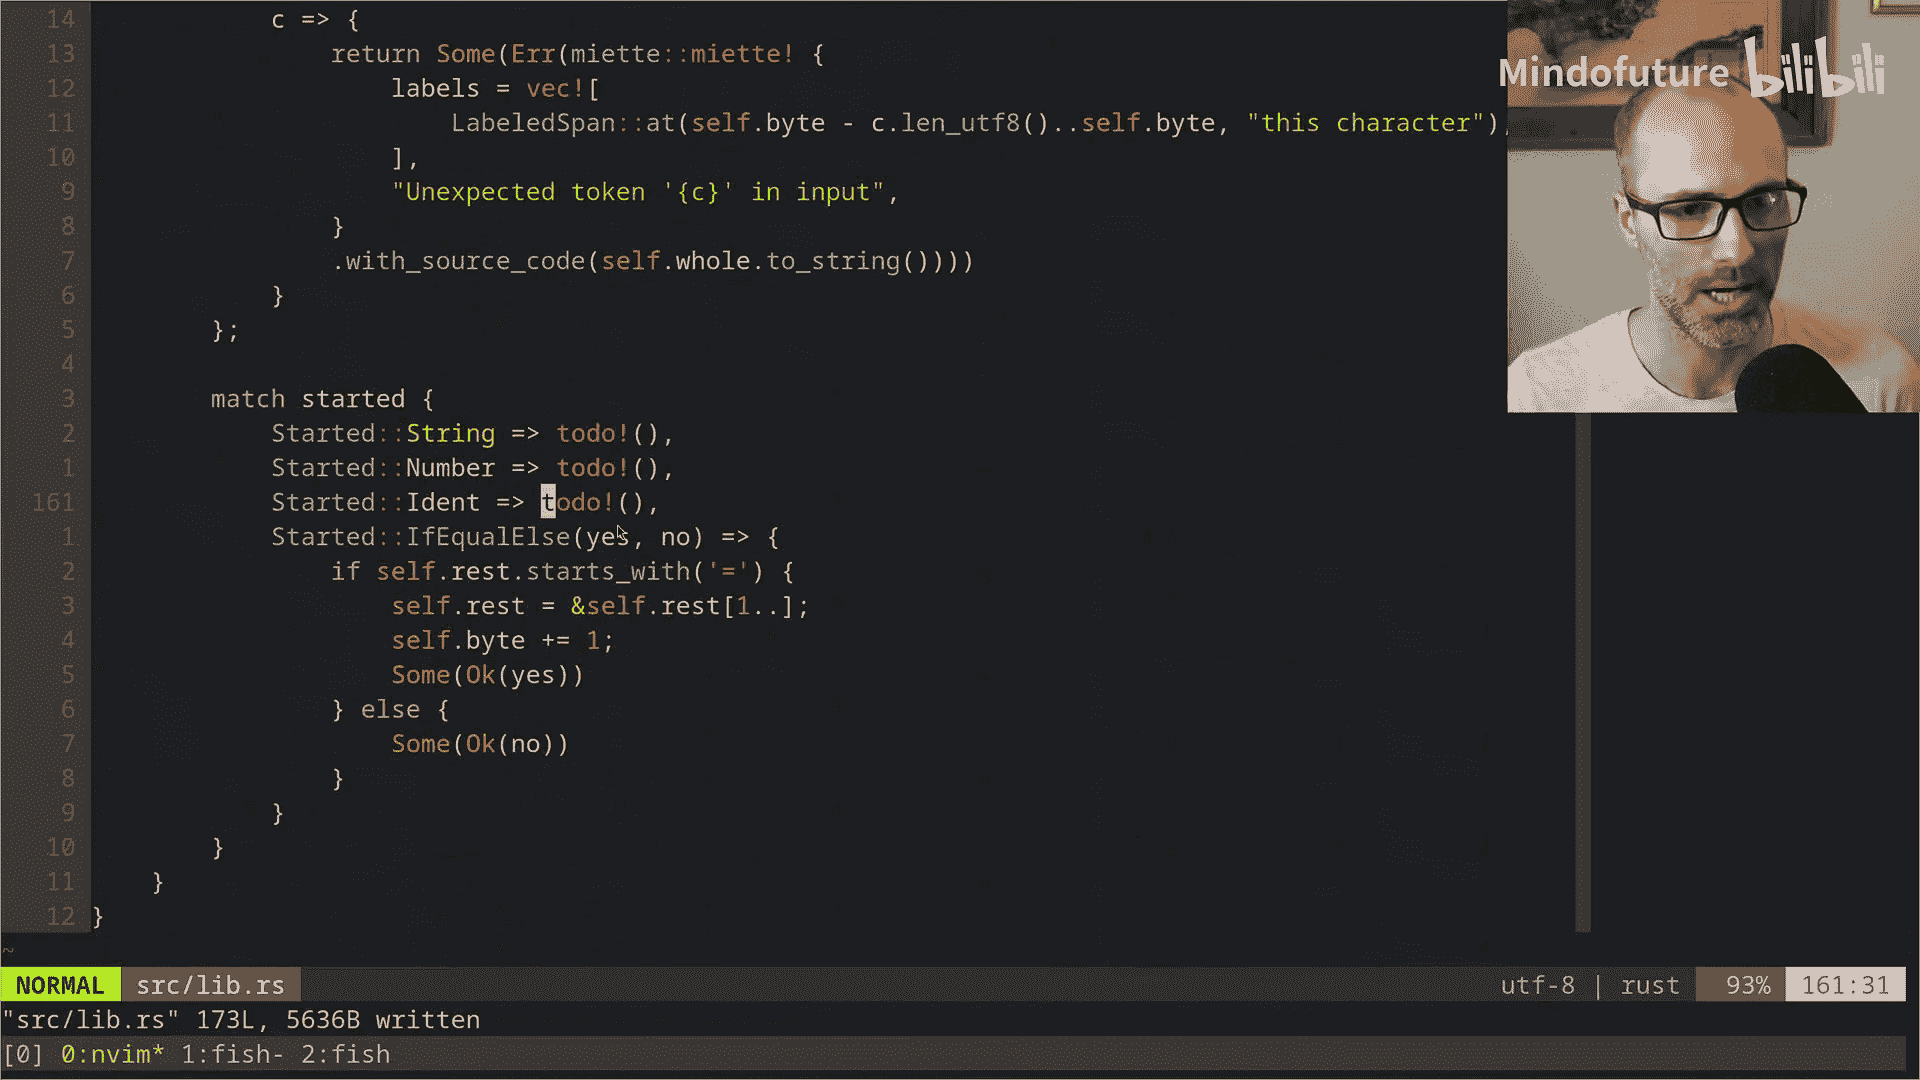 14 c => {
13 return Some(Err(miette::miette! {
12 labels = vec![
11 LabeledSpan::at(self.byte - c.len_utf8()..self.byte, "this character"),
10 ],
9 "Unexpected token '{c}' in input",
8 }
7 .with_source_code(self.whole.to_string())))
6 }
5 };
4
3 match started {
2 Started::String => todo!(),
1 Started::Number => todo!(),
161 Started::Ident => todo!(),
1 Started::IfEqualElse(yes, no) => {
2 if self.rest.starts_with('=') {
3 self.rest = &self.rest[1..];
4 self.byte += 1;
5 Some(Ok(yes))
6 } else {
7 Some(Ok(no))
8 }
9 }
10 }
11 }
12 }
~
NORMAL src/lib.rs utf-8 | rust 93% 161:31
"src/lib.rs" 173L, 5636B written
[0] 0:nvim* 1:fish- 2:fish
Mindofuture bilibili